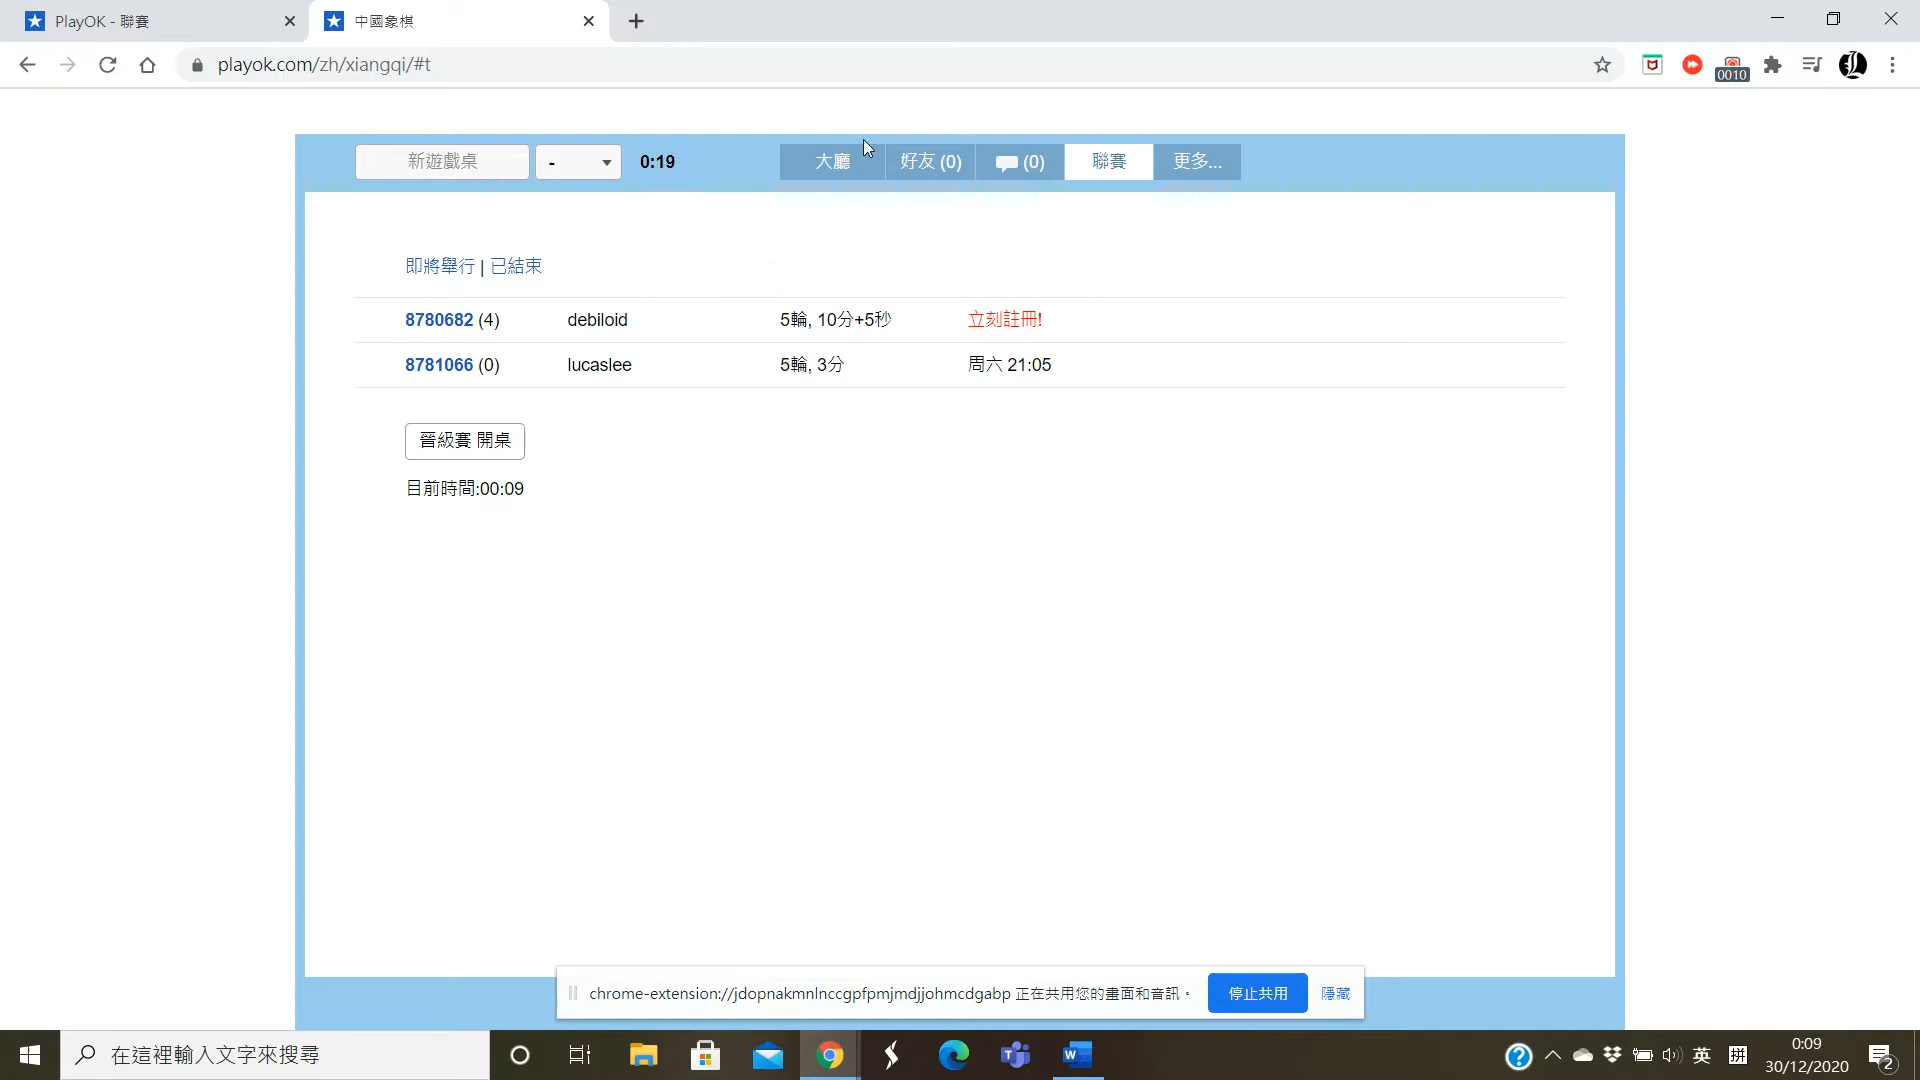 PlayOK - 聯賽
中國象棋
playok.com/zh/xiangqi/#t
0010
新遊戲桌
-
0:19
大廳
好友 (0)
(0)
聯賽
更多...
即將舉行 | 已結束
8780682 (4) debiloid 5輪, 10分+5秒 立刻註冊!
8781066 (0) lucaslee 5輪, 3分 周六 21:05
晉級賽 開桌
目前時間:00:09
chrome-extension://jdopnakmnlnccgpfpmjmdjjohmcdgabp 正在共用您的畫面和音訊。
停止共用
隱藏
在這裡輸入文字來搜尋
英
拼
0:09
30/12/2020
2